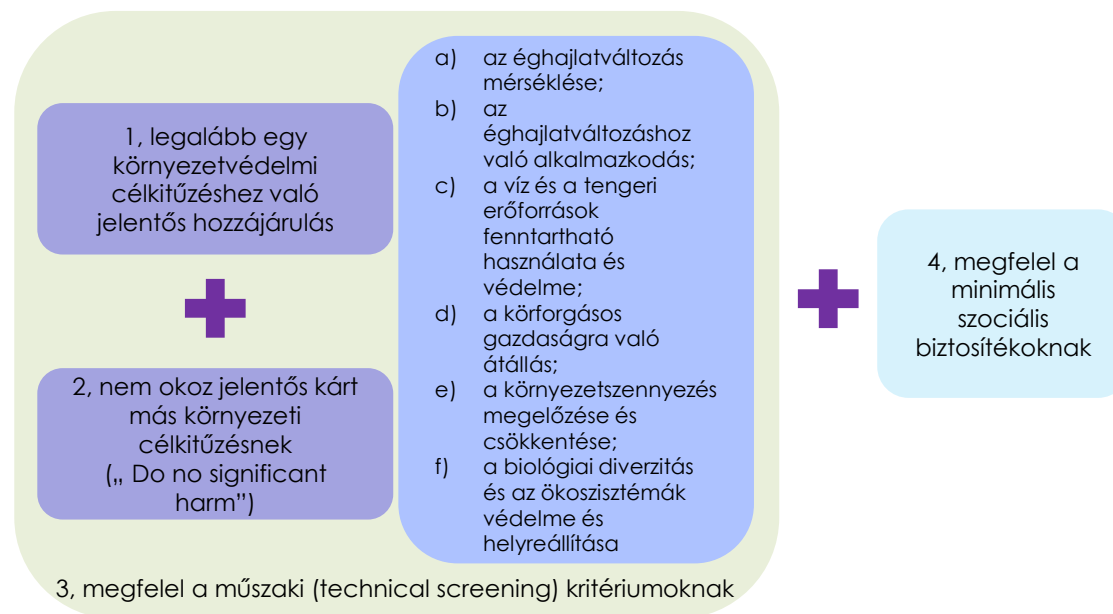 1, legalább egy
környezetvédelmi
célkitűzéshez való
jelentős hozzájárulás
2, nem okoz jelentős kárt
más környezeti
célkitűzésnek
(„ Do no significant
harm”)
a) az éghajlatváltozás
mérséklése;
b) az
éghajlatváltozáshoz
való alkalmazkodás;
c) a víz és a tengeri
erőforrások
fenntartható
használata és
védelme;
d) a körforgásos
gazdaságra való
átállás;
e) a környezetszennyezés
megelőzése és
csökkentése;
f) a biológiai diverzitás
és az ökoszisztémák
védelme és
helyreállítása
3, megfelel a műszaki (technical screening) kritériumoknak
4, megfelel a
minimális
szociális
biztosítékoknak